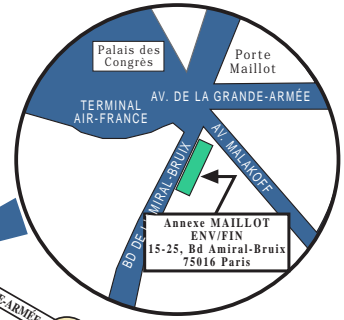 Palais des
Congrès
Porte
Maillot
TERMINAL
AIR-FRANCE
AV. DE LA GRANDE-ARMÉE
AV. MALAKOFF
BD DE L'AMIRAL-BRUIX
Annexe MAILLOT
ENV/FIN
15-25, Bd Amiral-Bruix
75016 Paris
E-ARMÉE